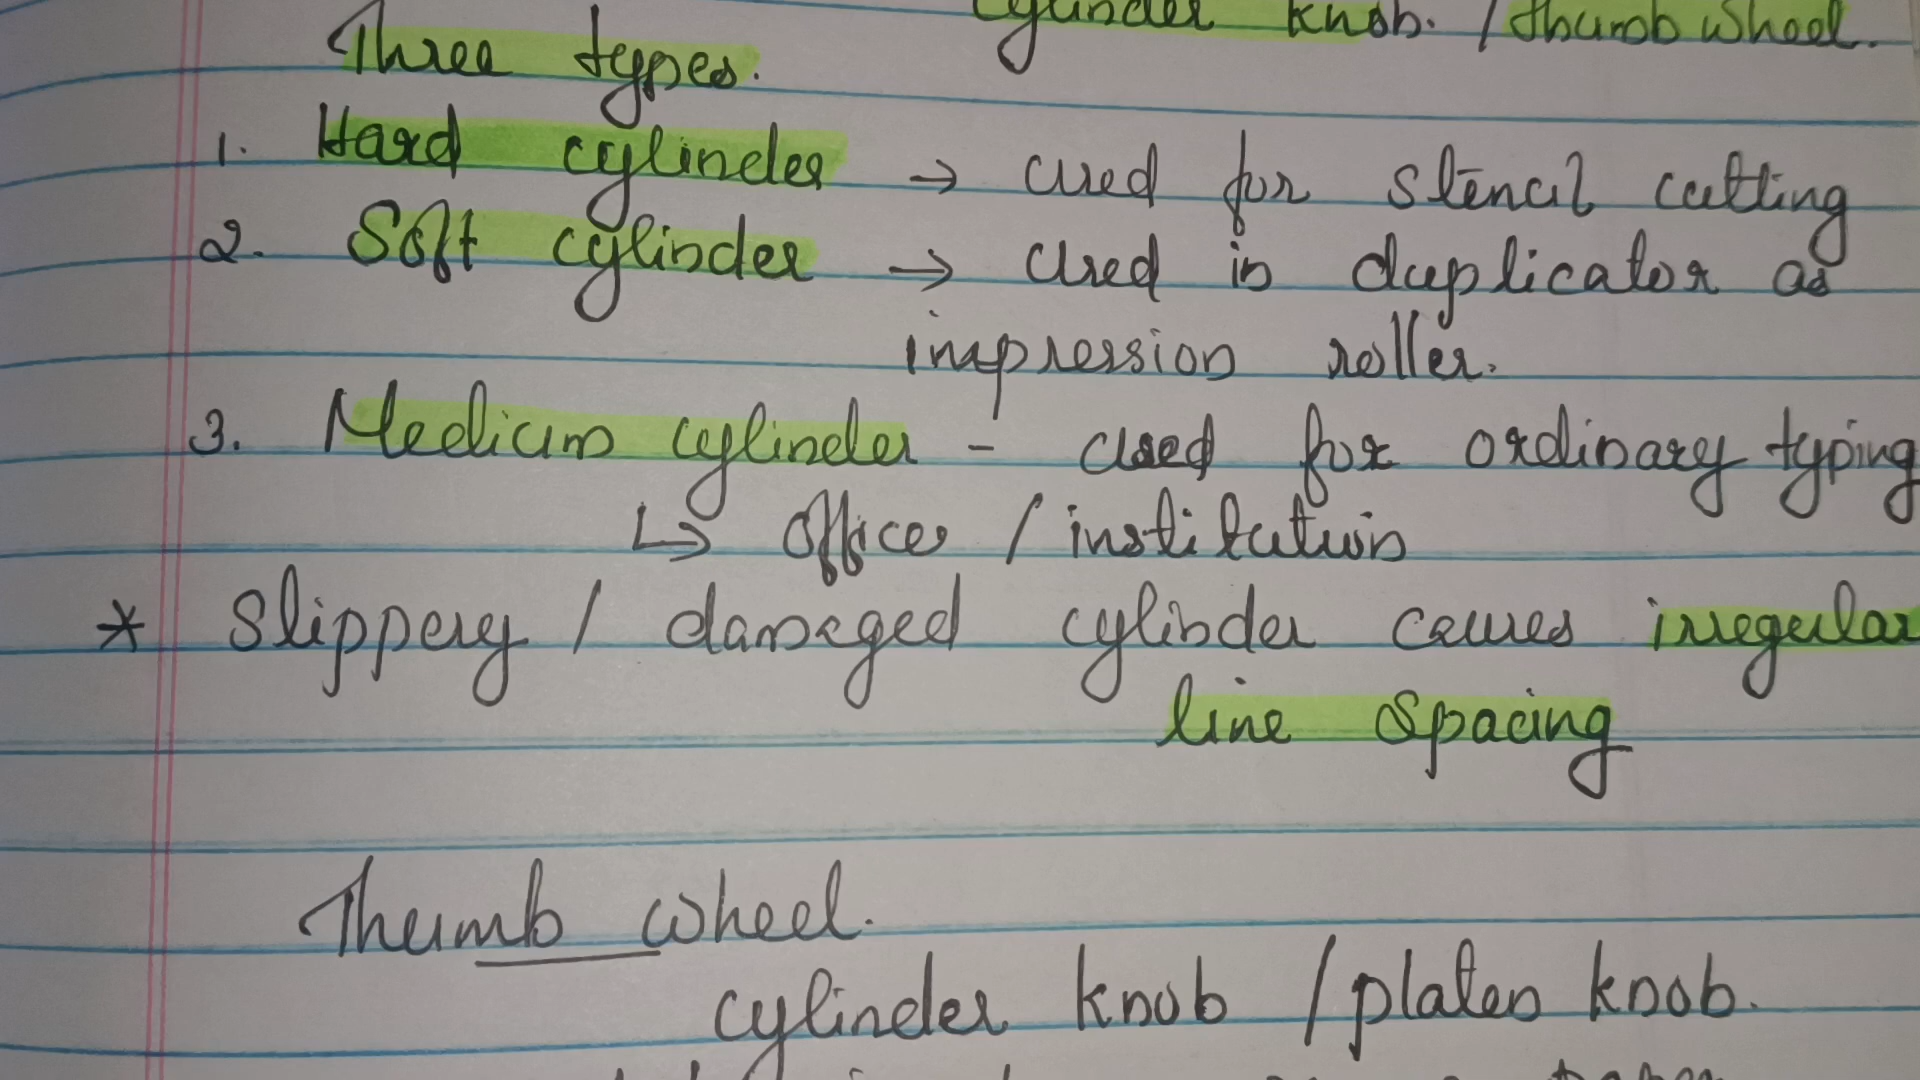 cylinder knob. / thumb wheel.
Three types.
1. Hard cylinder → used for stencil cutting
2. Soft cylinder → used in duplicator as
impression roller.
3. Medium cylinder - used for ordinary typing
↳ offices / institution
* Slippery / damaged cylinder causes irregular
line spacing
Thumb wheel.
cylinder knob / platen knob.